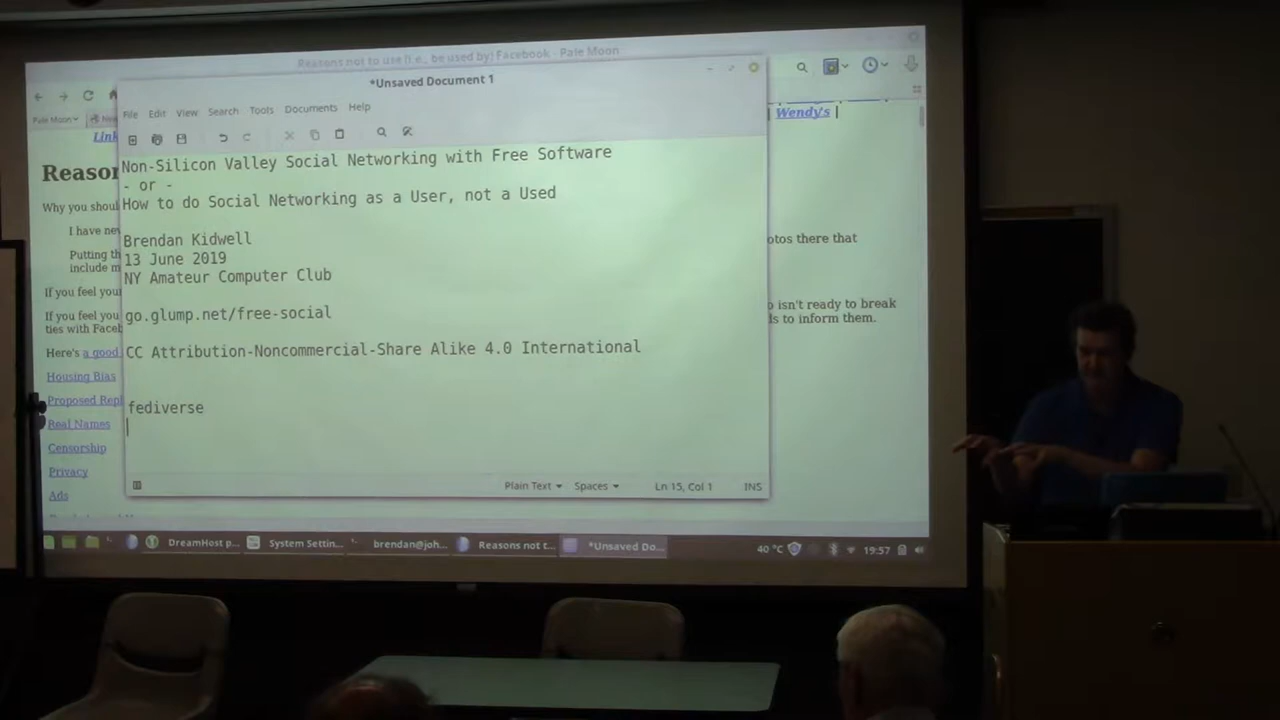 Reasons not to use (i.e., be used by) Facebook - Pale Moon
*Unsaved Document 1
File Edit View Search Tools Documents Help
Pale Moon
Wendy's |
Link
Non-Silicon Valley Social Networking with Free Software
- or -
How to do Social Networking as a User, not a Used
Brendan Kidwell
13 June 2019
NY Amateur Computer Club
go.glump.net/free-social
CC Attribution-Noncommercial-Share Alike 4.0 International
fediverse
Reason
Why you shoul
I have nev
Putting th
include m
If you feel your
If you feel you
ties with Faceb
Here's a good
Housing Bias
Proposed Repl
Real Names
Censorship
Privacy
Ads
otos there that
o isn't ready to break
ds to inform them.
Plain Text Spaces Ln 15, Col 1 INS
DreamHost p... System Settin... brendan@joh... Reasons not t... *Unsaved Do... 40 °C 19:57